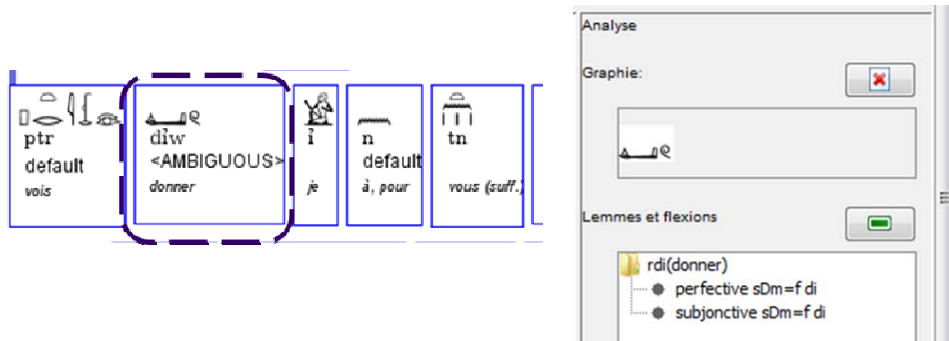 ptr dỉw ỉ n tn
default <AMBIGUOUS> default
vois donner je à, pour vous (suff.)
Analyse
Graphie:
Lemmes et flexions
rdi(donner)
perfective sDm=f di
subjonctive sDm=f di